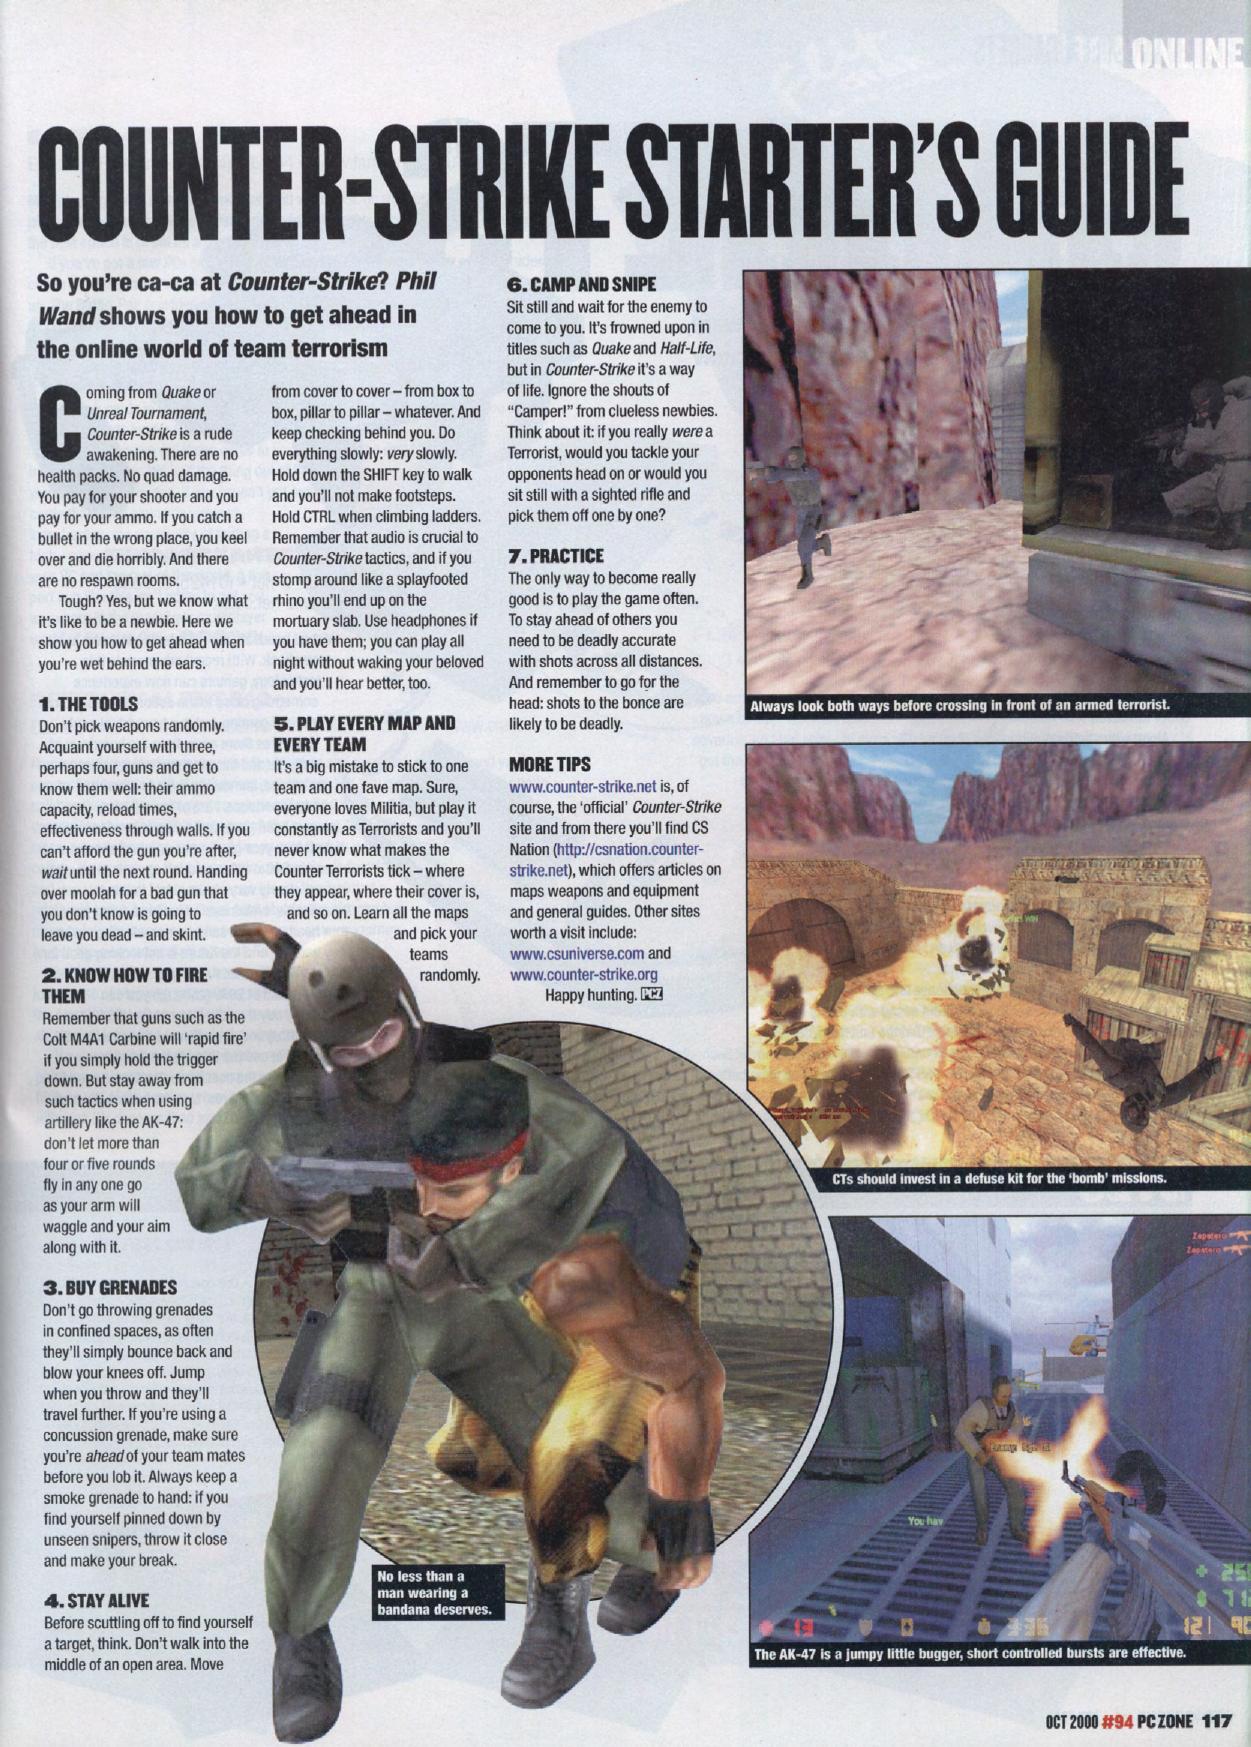 ONLINE
COUNTER-STRIKE STARTER'S GUIDE
So you're ca-ca at Counter-Strike? Phil
Wand shows you how to get ahead in
the online world of team terrorism
Coming from Quake or
Unreal Tournament,
Counter-Strike is a rude
awakening. There are no
health packs. No quad damage.
You pay for your shooter and you
pay for your ammo. If you catch a
bullet in the wrong place, you keel
over and die horribly. And there
are no respawn rooms.
Tough? Yes, but we know what
it's like to be a newbie. Here we
show you how to get ahead when
you're wet behind the ears.
1. THE TOOLS
Don't pick weapons randomly.
Acquaint yourself with three,
perhaps four, guns and get to
know them well: their ammo
capacity, reload times,
effectiveness through walls. If you
can't afford the gun you're after,
wait until the next round. Handing
over moolah for a bad gun that
you don't know is going to
leave you dead – and skint.
2. KNOW HOW TO FIRE
THEM
Remember that guns such as the
Colt M4A1 Carbine will 'rapid fire'
if you simply hold the trigger
down. But stay away from
such tactics when using
artillery like the AK-47:
don't let more than
four or five rounds
fly in any one go
as your arm will
waggle and your aim
along with it.
3. BUY GRENADES
Don't go throwing grenades
in confined spaces, as often
they'll simply bounce back and
blow your knees off. Jump
when you throw and they'll
travel further. If you're using a
concussion grenade, make sure
you're ahead of your team mates
before you lob it. Always keep a
smoke grenade to hand: if you
find yourself pinned down by
unseen snipers, throw it close
and make your break.
4. STAY ALIVE
Before scuttling off to find yourself
a target, think. Don't walk into the
middle of an open area. Move
from cover to cover – from box to
box, pillar to pillar – whatever. And
keep checking behind you. Do
everything slowly: very slowly.
Hold down the SHIFT key to walk
and you'll not make footsteps.
Hold CTRL when climbing ladders.
Remember that audio is crucial to
Counter-Strike tactics, and if you
stomp around like a splayfooted
rhino you'll end up on the
mortuary slab. Use headphones if
you have them; you can play all
night without waking your beloved
and you'll hear better, too.
5. PLAY EVERY MAP AND
EVERY TEAM
It's a big mistake to stick to one
team and one fave map. Sure,
everyone loves Militia, but play it
constantly as Terrorists and you'll
never know what makes the
Counter Terrorists tick – where
they appear, where their cover is,
and so on. Learn all the maps
and pick your
teams
randomly.
6. CAMP AND SNIPE
Sit still and wait for the enemy to
come to you. It's frowned upon in
titles such as Quake and Half-Life,
but in Counter-Strike it's a way
of life. Ignore the shouts of
"Camper!" from clueless newbies.
Think about it: if you really were a
Terrorist, would you tackle your
opponents head on or would you
sit still with a sighted rifle and
pick them off one by one?
7. PRACTICE
The only way to become really
good is to play the game often.
To stay ahead of others you
need to be deadly accurate
with shots across all distances.
And remember to go for the
head: shots to the bonce are
likely to be deadly.
MORE TIPS
www.counter-strike.net is, of
course, the 'official' Counter-Strike
site and from there you'll find CS
Nation (http://csnation.counter-
strike.net), which offers articles on
maps weapons and equipment
and general guides. Other sites
worth a visit include:
www.csuniverse.com and
www.counter-strike.org
Happy hunting. PCZ
Always look both ways before crossing in front of an armed terrorist.
CTs should invest in a defuse kit for the 'bomb' missions.
Zapatero
Zapatero
You hav
The AK-47 is a jumpy little bugger, short controlled bursts are effective.
No less than a
man wearing a
bandana deserves.
OCT 2000 #94 PC ZONE 117